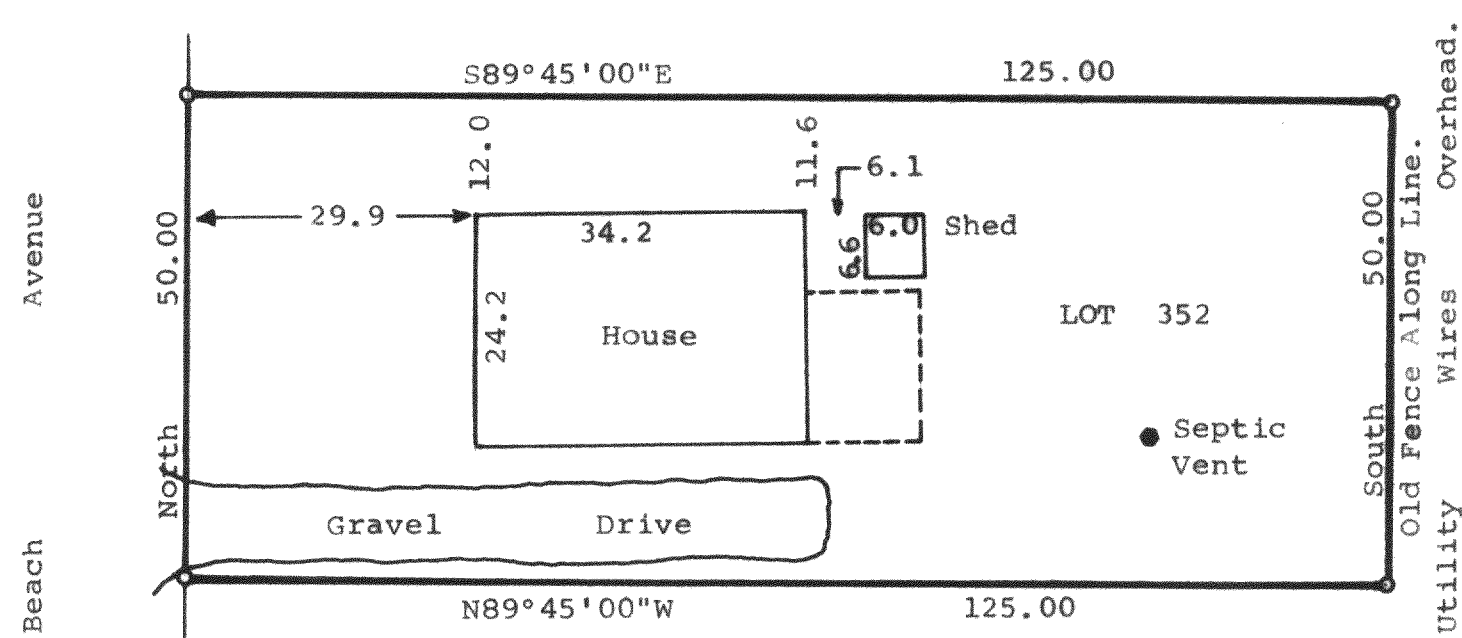 S89°45'00"E
125.00
12.0
11.6
6.1
29.9
34.2
6.0
Shed
6.6
24.2
House
LOT 352
Septic
Vent
Gravel Drive
N89°45'00"W
125.00
North 50.00
Beach Avenue
South 50.00
Old Fence Along Line.
Utility Wires Overhead.